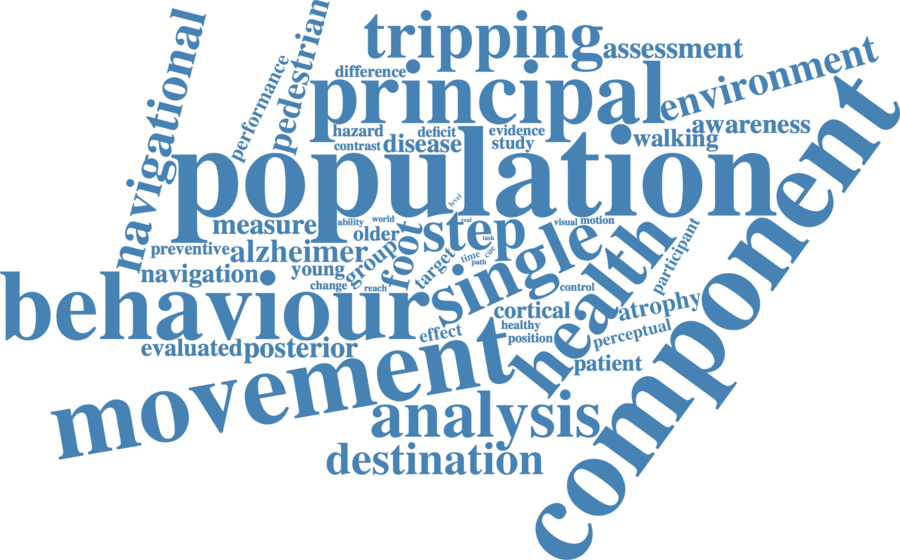 navigational
performance
pedestrian
tripping
assessment
difference
principal
environment
hazard
deficit
evidence
awareness
contrast
disease
study
walking
population
component
level
measure
ability
world
real
step
visual
motion
older
task
preventive
alzheimer
group
foot
single
health
participant
cue
time
path
target
navigation
young
change
reach
control
behaviour
cortical
atrophy
effect
healthy
perceptual
position
evaluated
posterior
movement
patient
analysis
destination